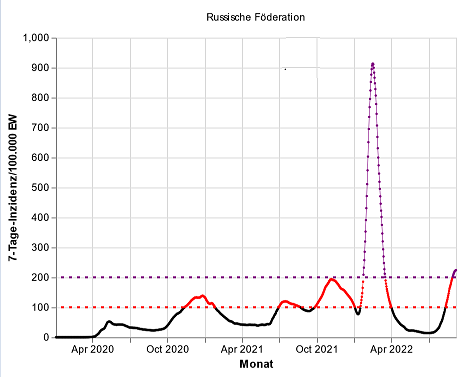 Russische Föderation
7-Tage-Inzidenz/100.000 EW
1,000
900
800
700
600
500
400
300
200
100
0
Apr 2020
Oct 2020
Apr 2021
Oct 2021
Apr 2022
Monat